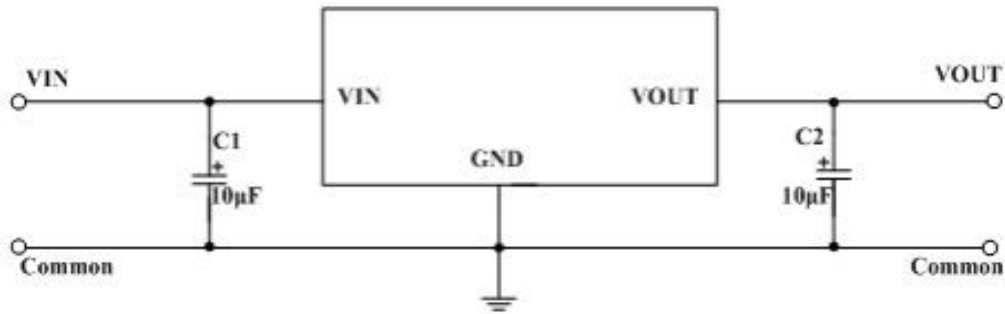 VIN
VOUT
VIN
VOUT
C1
+
10μF
GND
C2
+
10μF
Common
Common